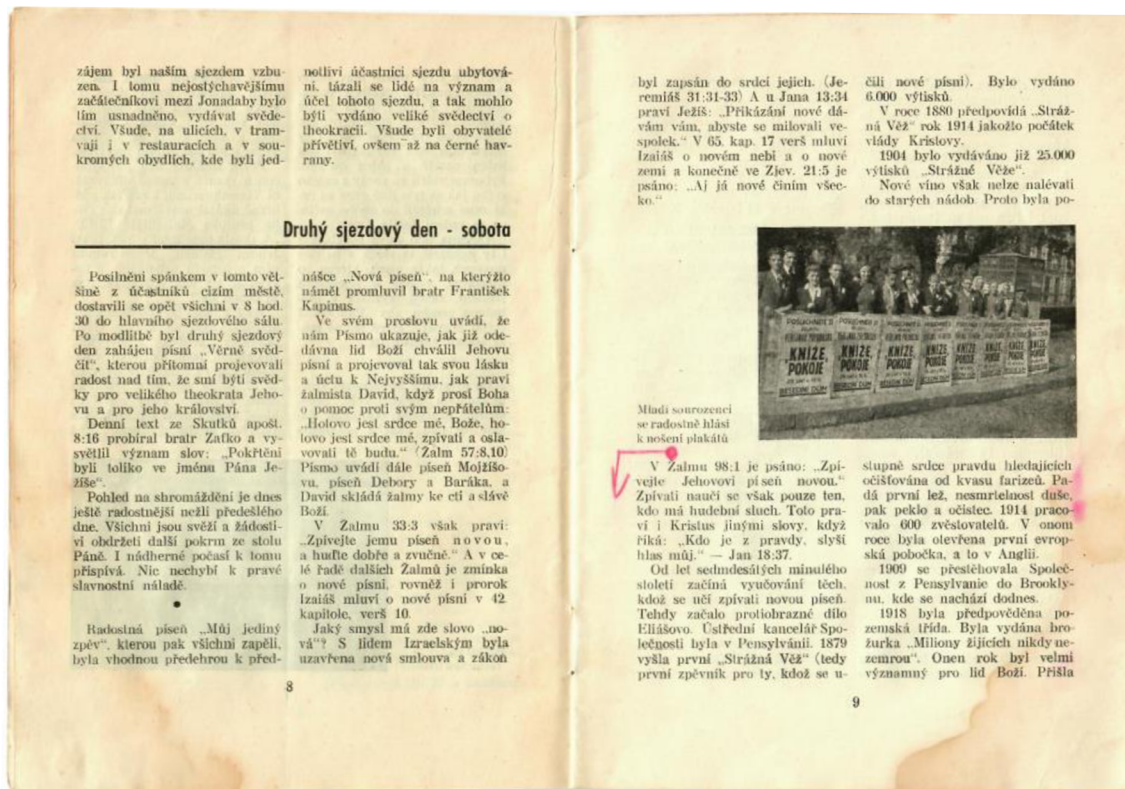 zájem byl naším sjezdem vzbu-
zen. I tomu nejostýchavějšímu
začátečníkovi mezi Jonadaby bylo
tím usnadněno, vydávat svěde-
ctví. Všude, na ulicích, v tram-
vaji i v restauracích a v sou-
kromých obydlích, kde byli jed-
notliví účastníci sjezdu ubytová-
ni, tázali se lidé na význam a
účel tohoto sjezdu, a tak mohlo
býti vydáno veliké svědectví o
theokracii. Všude byli obyvatelé
přívětiví, ovšem až na černé hav-
rany.
Druhý sjezdový den - sobota
Posilněni spánkem v tomto vět-
šině z účastníků cizím městě,
dostavili se opět všichni v 8 hod.
30 do hlavního sjezdového sálu.
Po modlitbě byl druhý sjezdový
den zahájen písní „Věrně svěd-
čit“, kterou přítomní projevovali
radost nad tím, že smí býti svěd-
ky pro velikého theokrata Jeho-
vu a pro jeho království.
Denní text ze Skutků apošt.
8:16 probíral bratr Zaťko a vy-
světlil význam slov: „Pokřtěni
byli toliko ve jménu Pána Je-
žíše“.
Pohled na shromáždění je dnes
ještě radostnější nežli předešlého
dne. Všichni jsou svěží a žádosti-
vi obdržeti další pokrm ze stolu
Páně. I nádherné počasí k tomu
přispívá. Nic nechybí k pravé
slavnostní náladě.
●
Radostná píseň „Můj jediný
zpěv“, kterou pak všichni zapěli,
byla vhodnou předehrou k před-
nášce „Nová píseň“, na kterýžto
námět promluvil bratr František
Kapinus.
Ve svém proslovu uvádí, že
nám Písmo ukazuje, jak již ode-
dávna lid Boží chválil Jehovu
písní a projevoval tak svou lásku
a úctu k Nejvyššímu, jak praví
žalmista David, když prosí Boha
o pomoc proti svým nepřátelům:
„Hotovo jest srdce mé, Bože, ho-
tovo jest srdce mé, zpívati a osla-
vovati tě budu.“ (Žalm 57:8,10)
Písmo uvádí dále píseň Mojžíšo-
vu, píseň Debory a Baráka, a
David skládá žalmy ke cti a slávě
Boží.
V Žalmu 33:3 však praví:
„Zpívejte jemu píseň novou,
a huďte dobře a zvučně.“ A v ce-
lé řadě dalších Žalmů je zmínka
o nové písni, rovněž i prorok
Izaiáš mluví o nové písni v 42.
kapitole, verš 10.
Jaký smysl má zde slovo „no-
vá“? S lidem Izraelským byla
uzavřena nová smlouva a zákon
8
byl zapsán do srdcí jejich. (Je-
remiáš 31:31-33) A u Jana 13:34
praví Ježíš: „Přikázání nové dá-
vám vám, abyste se milovali ve-
spolek.“ V 65. kap. 17 verš mluví
Izaiáš o novém nebi a o nové
zemi a konečně ve Zjev. 21:5 je
psáno: „Aj já nové činím všec-
ko.“
čili nové písni). Bylo vydáno
6.000 výtisků.
V roce 1880 předpovídá „Stráž-
ná Věž“ rok 1914 jakožto počátek
vlády Kristovy.
1904 bylo vydáváno již 25.000
výtisků „Strážné Věže“.
Nové víno však nelze nalévati
do starých nádob. Proto byla po-
KNÍŽE
POKOJE
BESEDNÍ DŮM
KNÍŽE
POKOJE
BESEDNÍ DŮM
KNÍŽE
POKOJE
BESEDNÍ DŮM
KNÍŽE
POKOJE
KNÍŽE
POKOJE
Mladí sourozenci
se radostně hlásí
k nošení plakátů
V Žalmu 98:1 je psáno: „Zpí-
vejte Jehovovi píseň novou.“
Zpívati naučí se však pouze ten,
kdo má hudební sluch. Toto pra-
ví i Kristus jinými slovy, když
říká: „Kdo je z pravdy, slyší
hlas můj.“ — Jan 18:37.
Od let sedmdesátých minulého
století začíná vyučování těch,
kdož se učí zpívati novou píseň.
Tehdy začalo protiobrazné dílo
Eliášovo. Ústřední kancelář Spo-
lečnosti byla v Pensylvánii. 1879
vyšla první „Strážná Věž“ (tedy
první zpěvník pro ty, kdož se u-
stupně srdce pravdu hledajících
očišťována od kvasu farizeů. Pa-
dá první lež, nesmrtelnost duše,
pak peklo a očistec. 1914 praco-
valo 600 zvěstovatelů. V onom
roce byla otevřena první evrop-
ská pobočka, a to v Anglii.
1909 se přestěhovala Společ-
nost z Pensylvanie do Brookly-
nu, kde se nachází dodnes.
1918 byla předpověděna po-
zemská třída. Byla vydána bro-
žurka „Miliony žijících nikdy ne-
zemrou“. Onen rok byl velmi
významný pro lid Boží. Přišla
9